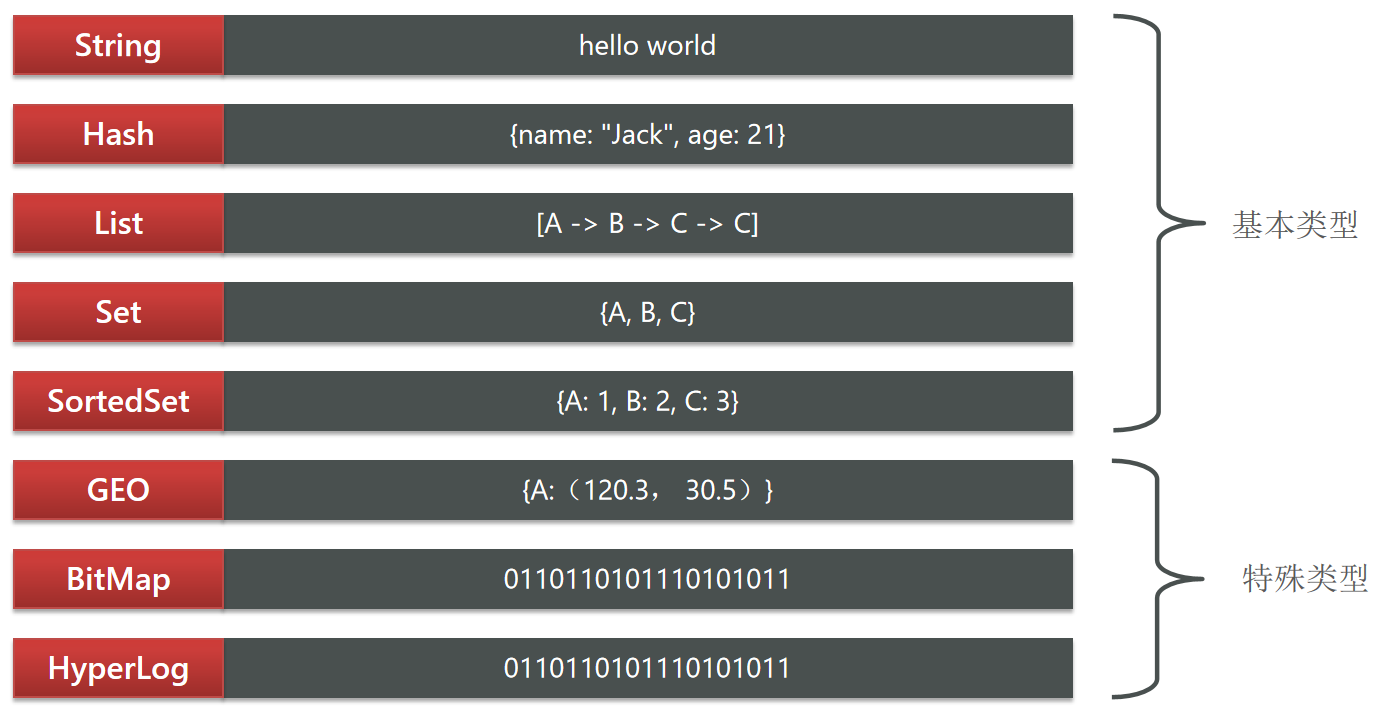 String hello world
Hash {name: "Jack", age: 21}
List [A -> B -> C -> C]
Set {A, B, C}
SortedSet {A: 1, B: 2, C: 3}
基本类型
GEO {A:（120.3， 30.5）}
BitMap 0110110101110101011
HyperLog 0110110101110101011
特殊类型